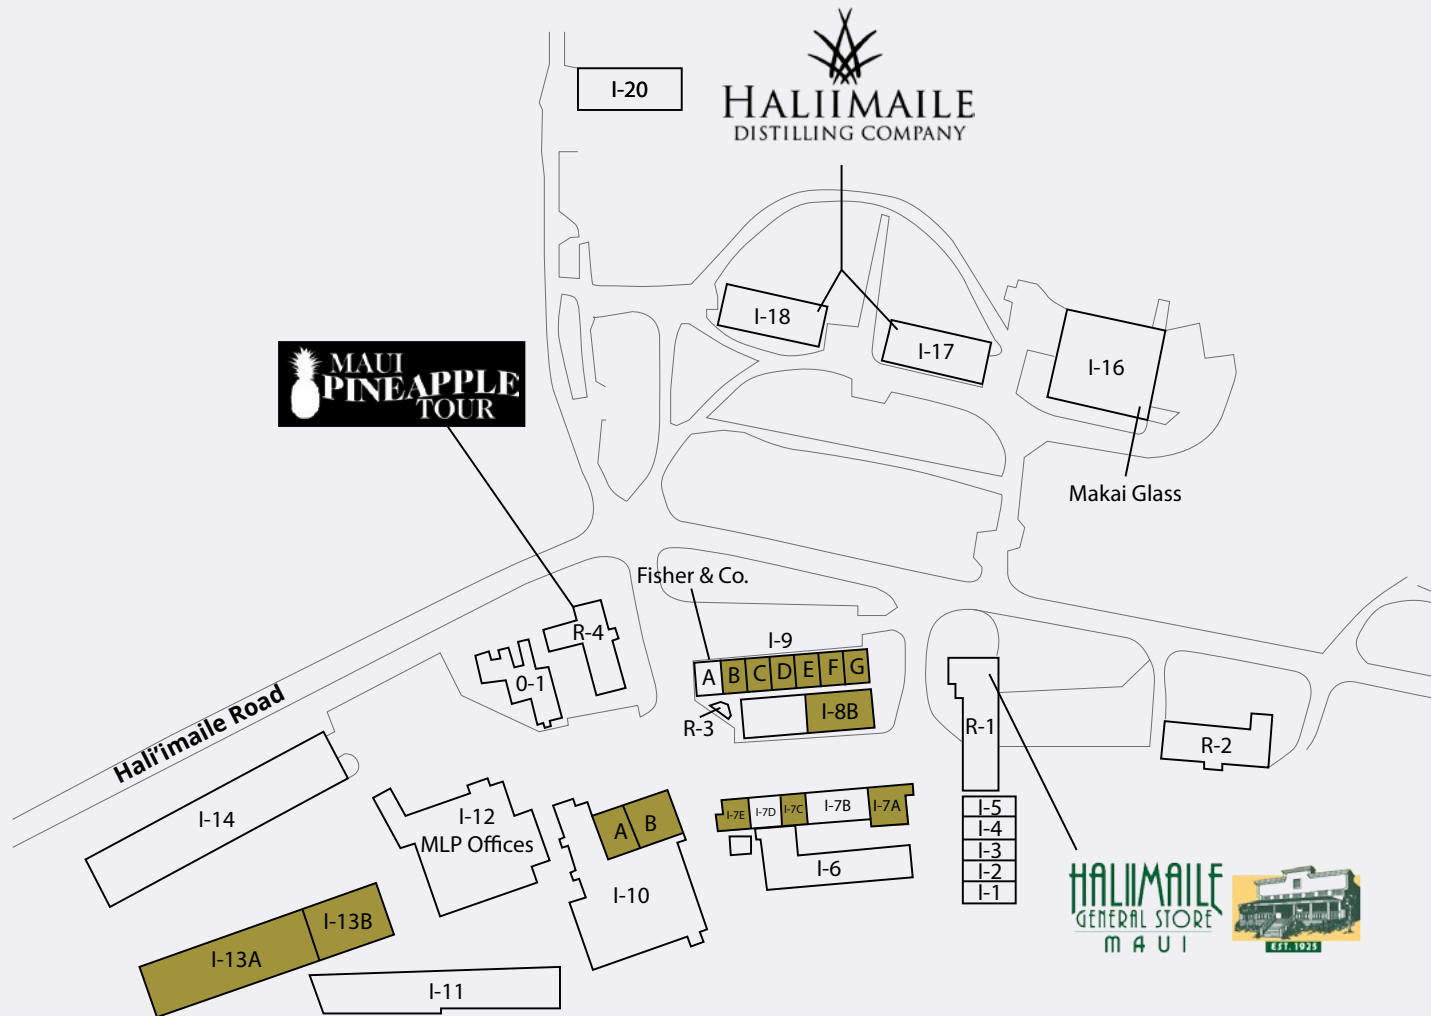 I-20
HALIIMAILE
DISTILLING COMPANY
I-18
I-17
I-16
MAUI
PINEAPPLE
TOUR
Makai Glass
Fisher & Co.
R-4
I-9
A B C D E F G
0-1
I-8B
R-3
R-1
R-2
Hali'imaile Road
I-14
I-12
MLP Offices
A B
I-7E I-7D I-7C I-7B I-7A
I-5
I-4
I-3
I-2
I-1
I-6
I-10
HALIIMAILE
GENERAL STORE
MAUI
EST. 1925
I-13B
I-13A
I-11